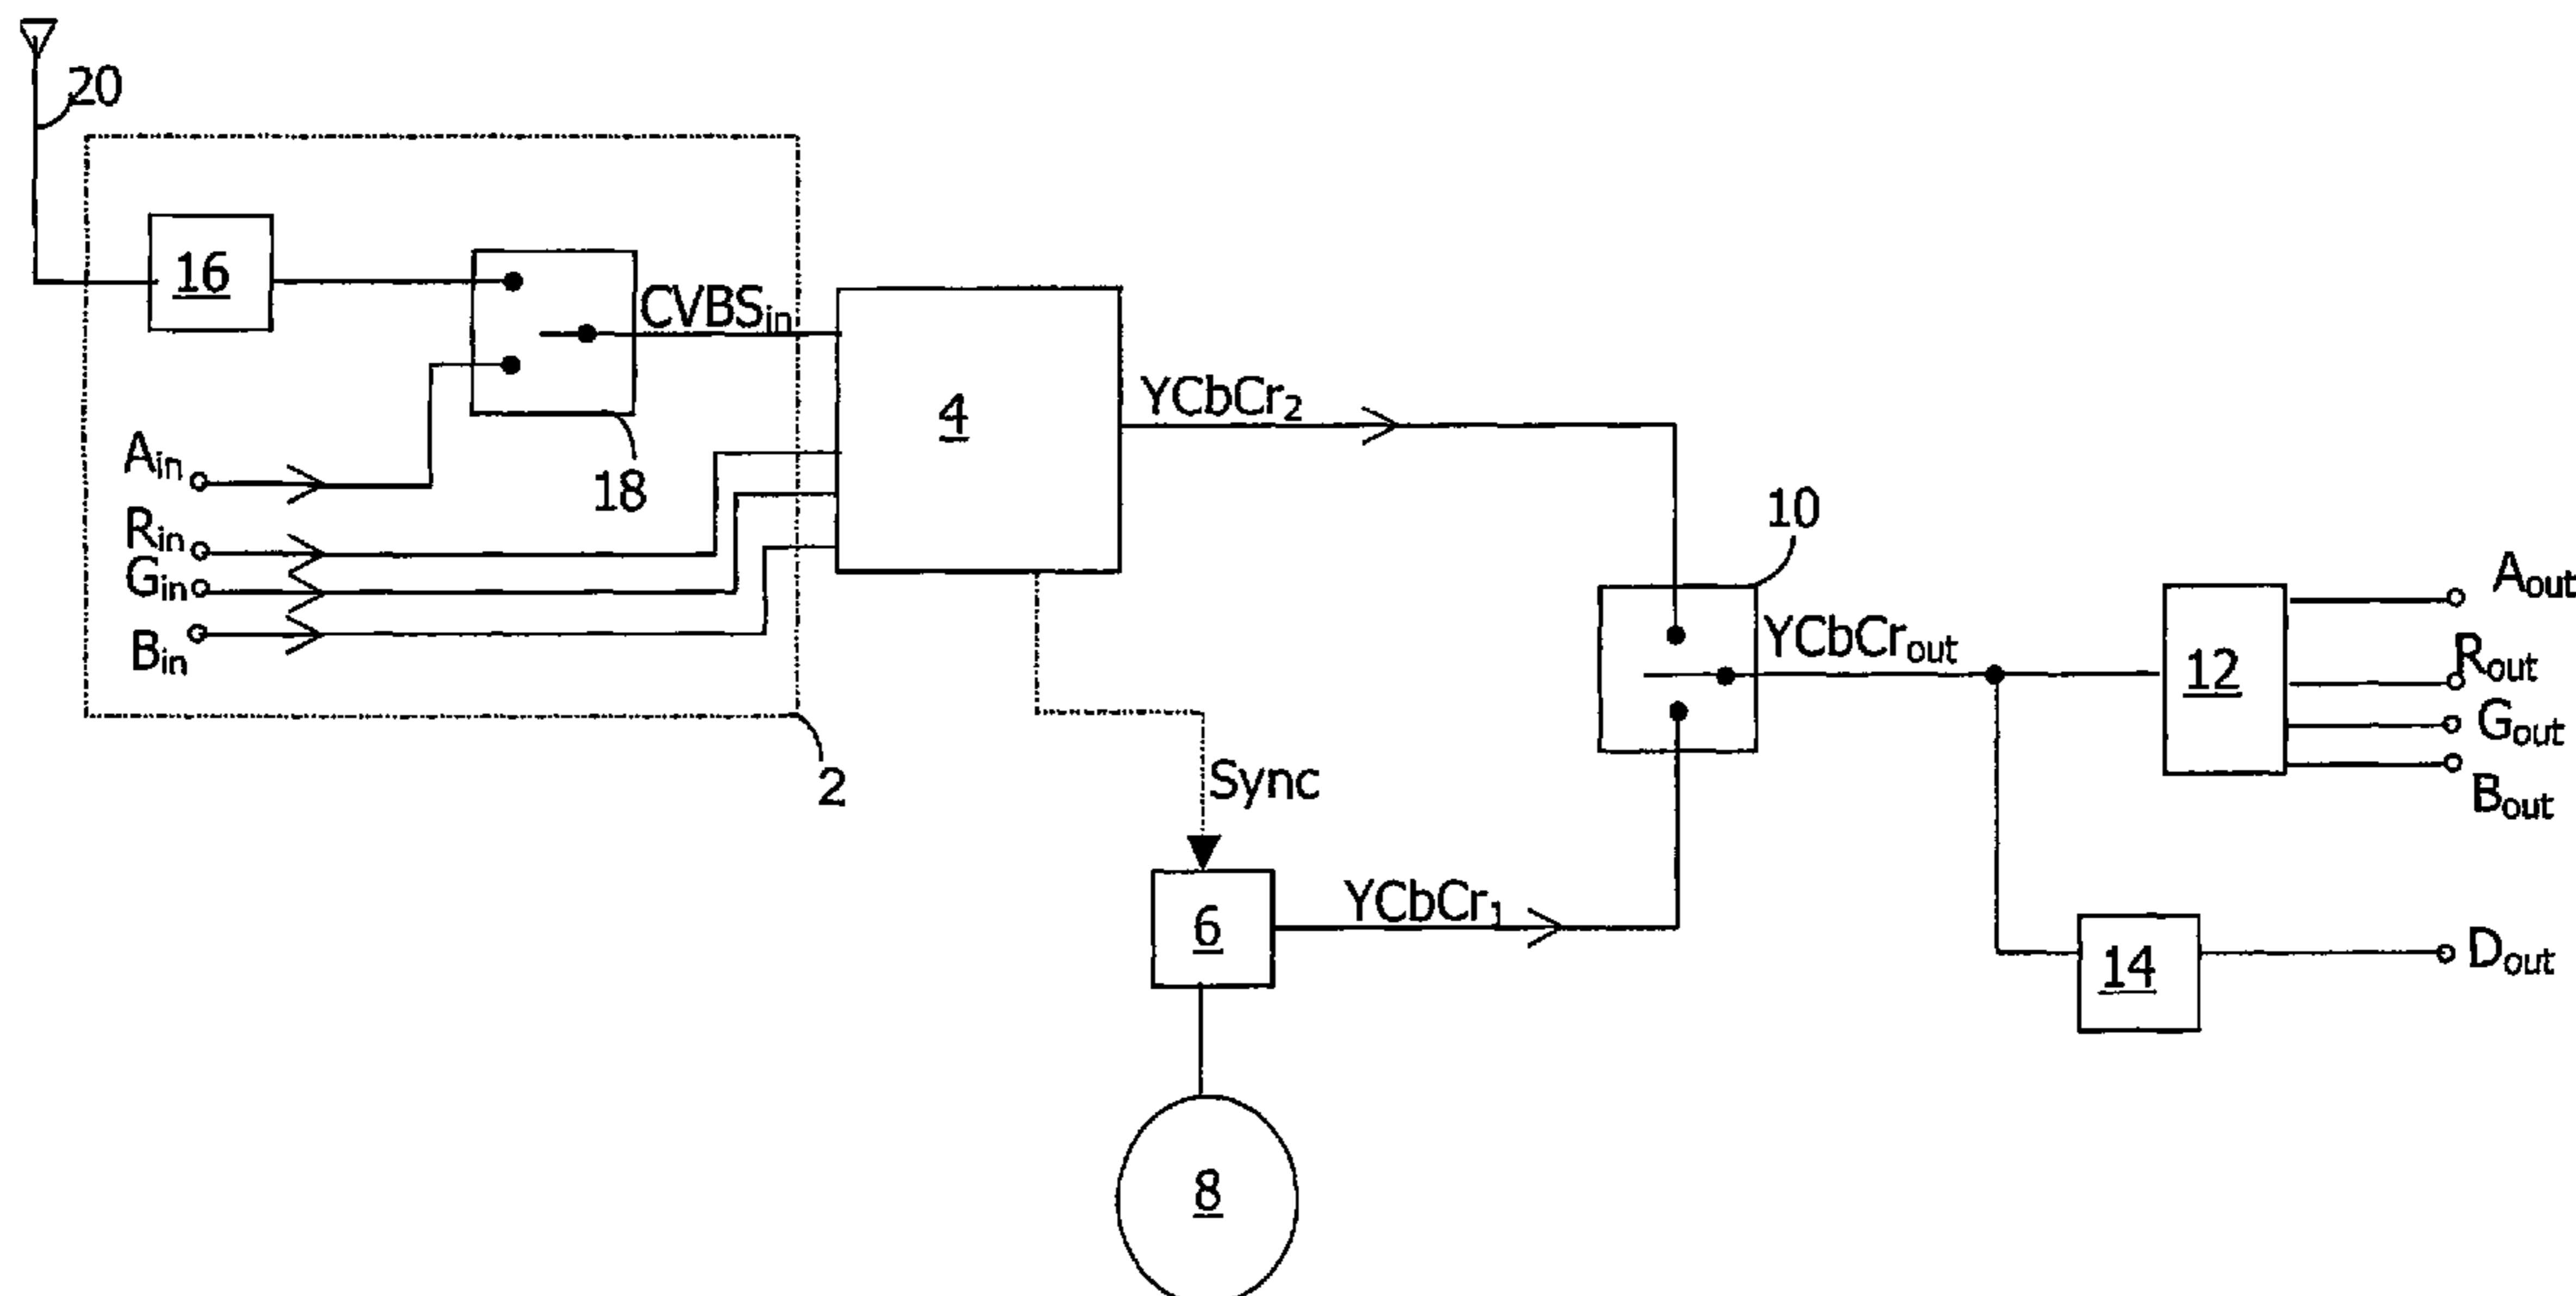 20
16
CVBSin
4
YCbCr2
Ain
18
Rin
Gin
Bin
10
Aout
YCbCrout
12
Rout
Gout
Bout
2
Sync
YCbCr1
6
14
Dout
8